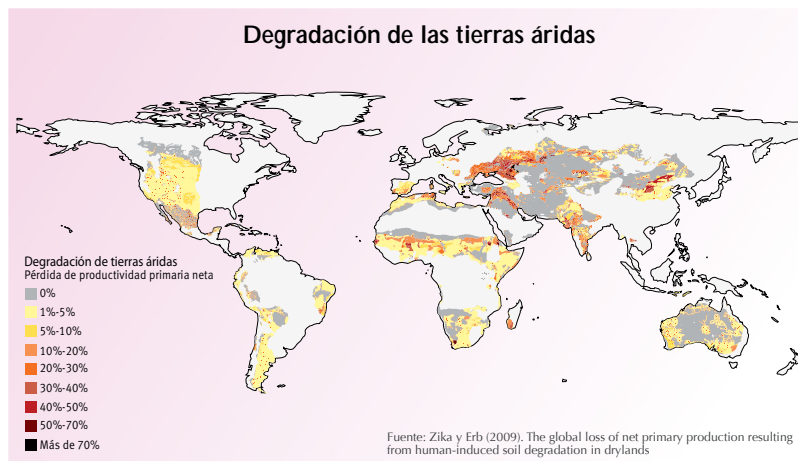 Degradación de las tierras áridas
Degradación de tierras áridas
Pérdida de productividad primaria neta
0%
1%-5%
5%-10%
10%-20%
20%-30%
30%-40%
40%-50%
50%-70%
Más de 70%
Fuente: Zika y Erb (2009). The global loss of net primary production resulting
from human-induced soil degradation in drylands